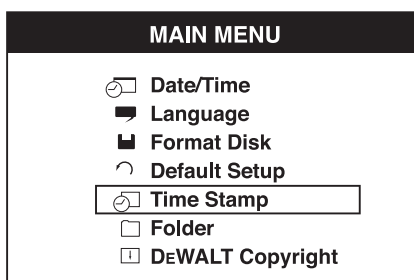 MAIN MENU
Date/Time
Language
Format Disk
Default Setup
Time Stamp
Folder
DEWALT Copyright